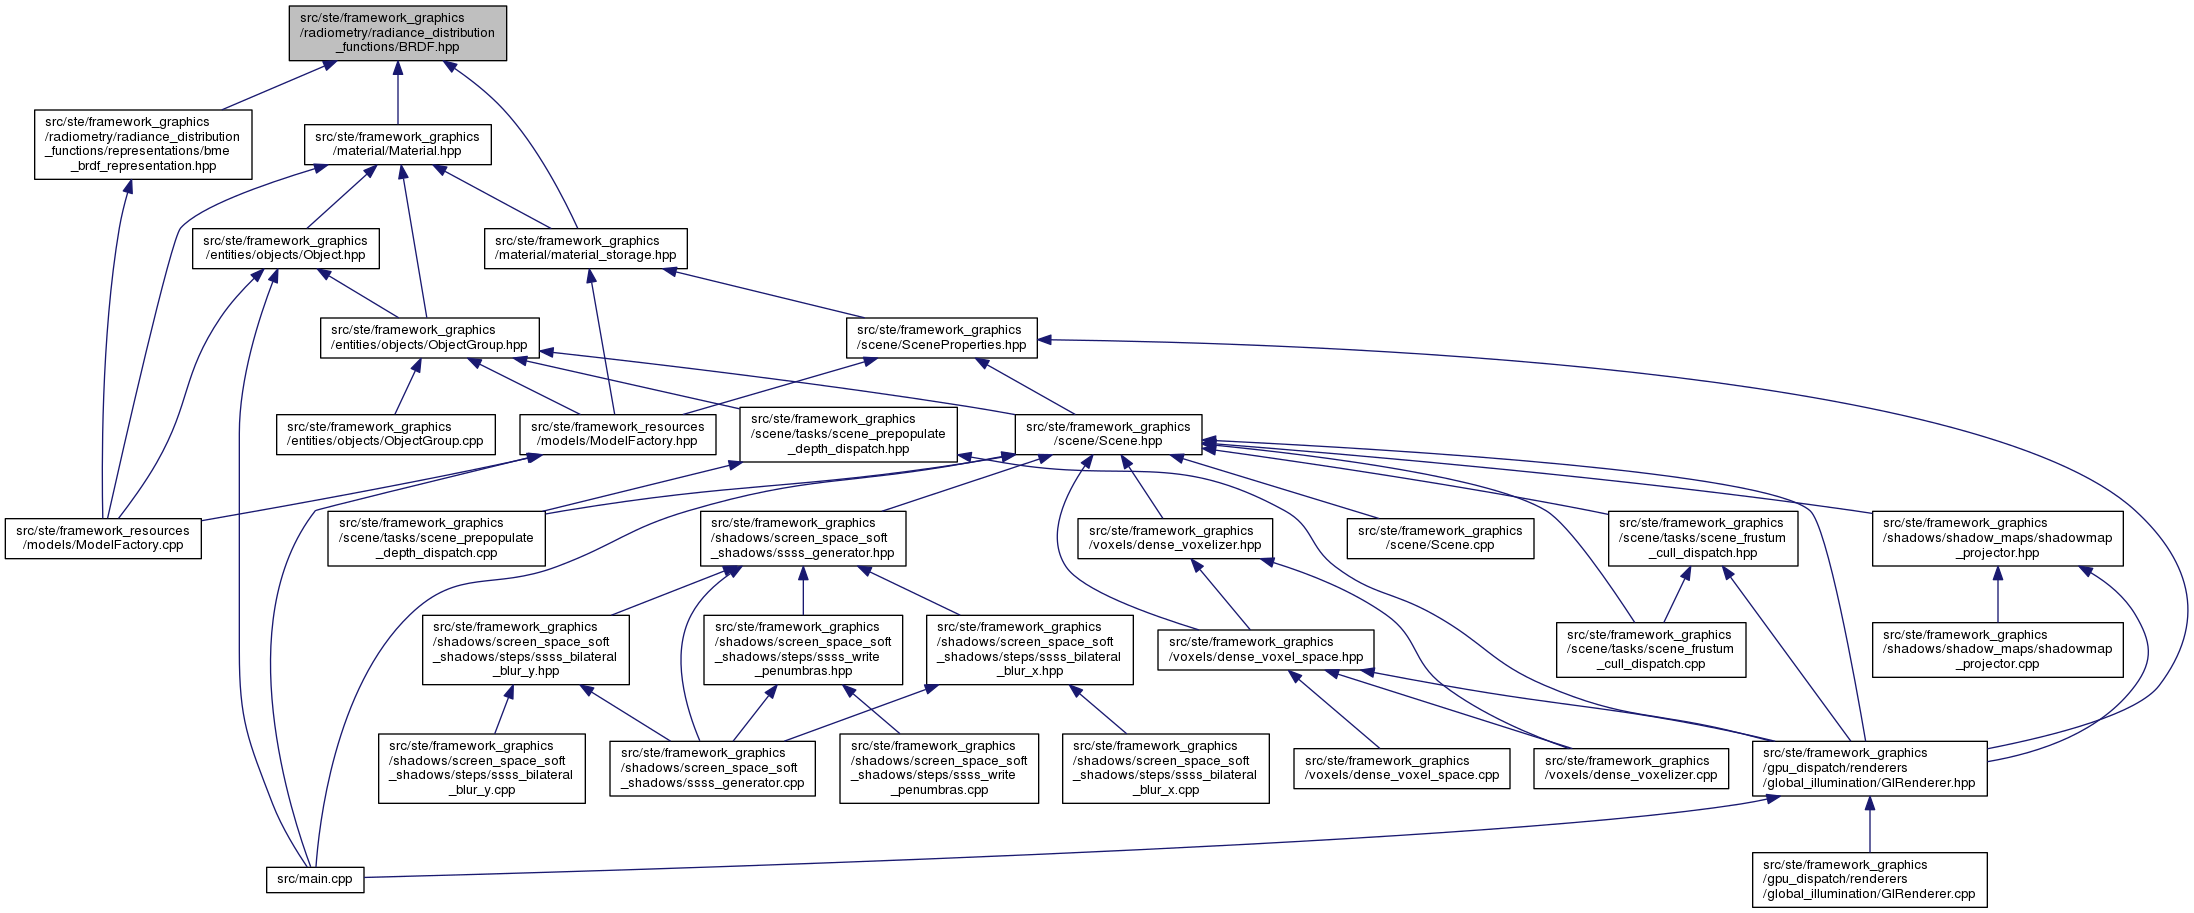 src/ste/framework_graphics
/radiometry/radiance_distribution
_functions/BRDF.hpp
src/ste/framework_graphics
/radiometry/radiance_distribution
_functions/representations/bme
_brdf_representation.hpp
src/ste/framework_graphics
/material/Material.hpp
src/ste/framework_graphics
/entities/objects/Object.hpp
src/ste/framework_graphics
/material/material_storage.hpp
src/ste/framework_graphics
/entities/objects/ObjectGroup.hpp
src/ste/framework_graphics
/scene/SceneProperties.hpp
src/ste/framework_graphics
/entities/objects/ObjectGroup.cpp
src/ste/framework_resources
/models/ModelFactory.hpp
src/ste/framework_graphics
/scene/tasks/scene_prepopulate
_depth_dispatch.hpp
src/ste/framework_graphics
/scene/Scene.hpp
src/ste/framework_resources
/models/ModelFactory.cpp
src/ste/framework_graphics
/scene/tasks/scene_prepopulate
_depth_dispatch.cpp
src/ste/framework_graphics
/shadows/screen_space_soft
_shadows/ssss_generator.hpp
src/ste/framework_graphics
/voxels/dense_voxelizer.hpp
src/ste/framework_graphics
/scene/Scene.cpp
src/ste/framework_graphics
/scene/tasks/scene_frustum
_cull_dispatch.hpp
src/ste/framework_graphics
/shadows/shadow_maps/shadowmap
_projector.hpp
src/ste/framework_graphics
/shadows/screen_space_soft
_shadows/steps/ssss_bilateral
_blur_y.hpp
src/ste/framework_graphics
/shadows/screen_space_soft
_shadows/steps/ssss_write
_penumbras.hpp
src/ste/framework_graphics
/shadows/screen_space_soft
_shadows/steps/ssss_bilateral
_blur_x.hpp
src/ste/framework_graphics
/voxels/dense_voxel_space.hpp
src/ste/framework_graphics
/scene/tasks/scene_frustum
_cull_dispatch.cpp
src/ste/framework_graphics
/shadows/shadow_maps/shadowmap
_projector.cpp
src/ste/framework_graphics
/shadows/screen_space_soft
_shadows/steps/ssss_bilateral
_blur_y.cpp
src/ste/framework_graphics
/shadows/screen_space_soft
_shadows/ssss_generator.cpp
src/ste/framework_graphics
/shadows/screen_space_soft
_shadows/steps/ssss_write
_penumbras.cpp
src/ste/framework_graphics
/shadows/screen_space_soft
_shadows/steps/ssss_bilateral
_blur_x.cpp
src/ste/framework_graphics
/voxels/dense_voxel_space.cpp
src/ste/framework_graphics
/voxels/dense_voxelizer.cpp
src/ste/framework_graphics
/gpu_dispatch/renderers
/global_illumination/GIRenderer.hpp
src/main.cpp
src/ste/framework_graphics
/gpu_dispatch/renderers
/global_illumination/GIRenderer.cpp